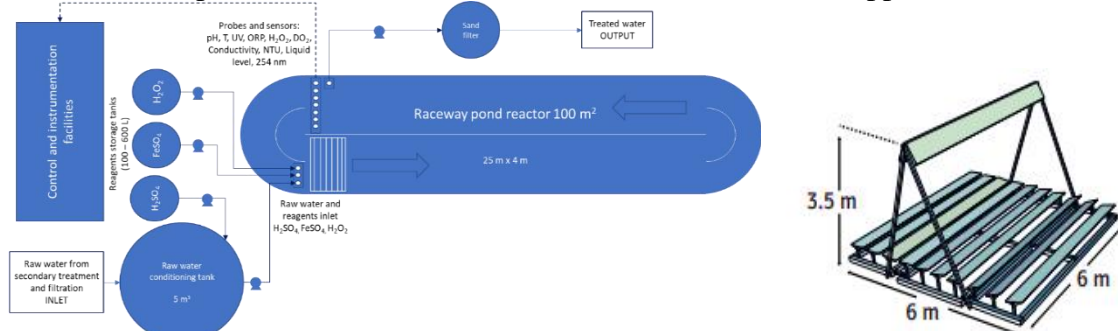 Control and instrumentation
facilities
Reagents storage tanks
(100 – 600 L)
H₂O₂
FeSO₄
H₂SO₄
Raw water from
secondary treatment
and filtration
INLET
Raw water
conditioning tank
5 m³
Probes and sensors:
pH, T, UV, ORP, H₂O₂, DO₂,
Conductivity, NTU, Liquid
level, 254 nm
Raw water and
reagents inlet
H₂SO₄, FeSO₄, H₂O₂
Sand
filter
Treated water
OUTPUT
Raceway pond reactor 100 m²
25 m x 4 m
3.5 m
6 m
6 m